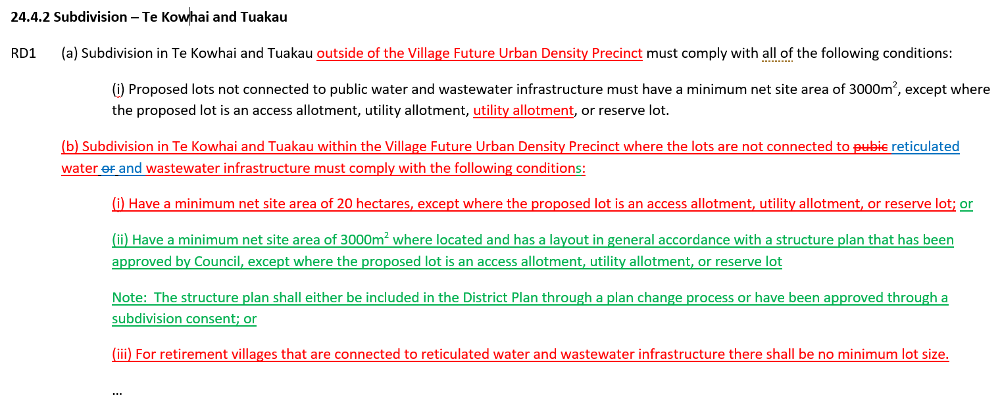 24.4.2 Subdivision – Te Kowhai and Tuakau
RD1 (a) Subdivision in Te Kowhai and Tuakau outside of the Village Future Urban Density Precinct must comply with all of the following conditions:
(i) Proposed lots not connected to public water and wastewater infrastructure must have a minimum net site area of 3000m², except where
the proposed lot is an access allotment, utility allotment, utility allotment, or reserve lot.
(b) Subdivision in Te Kowhai and Tuakau within the Village Future Urban Density Precinct where the lots are not connected to pubic reticulated
water or and wastewater infrastructure must comply with the following conditions:
(i) Have a minimum net site area of 20 hectares, except where the proposed lot is an access allotment, utility allotment, or reserve lot; or
(ii) Have a minimum net site area of 3000m² where located and has a layout in general accordance with a structure plan that has been
approved by Council, except where the proposed lot is an access allotment, utility allotment, or reserve lot
Note: The structure plan shall either be included in the District Plan through a plan change process or have been approved through a
subdivision consent; or
(iii) For retirement villages that are connected to reticulated water and wastewater infrastructure there shall be no minimum lot size.
...